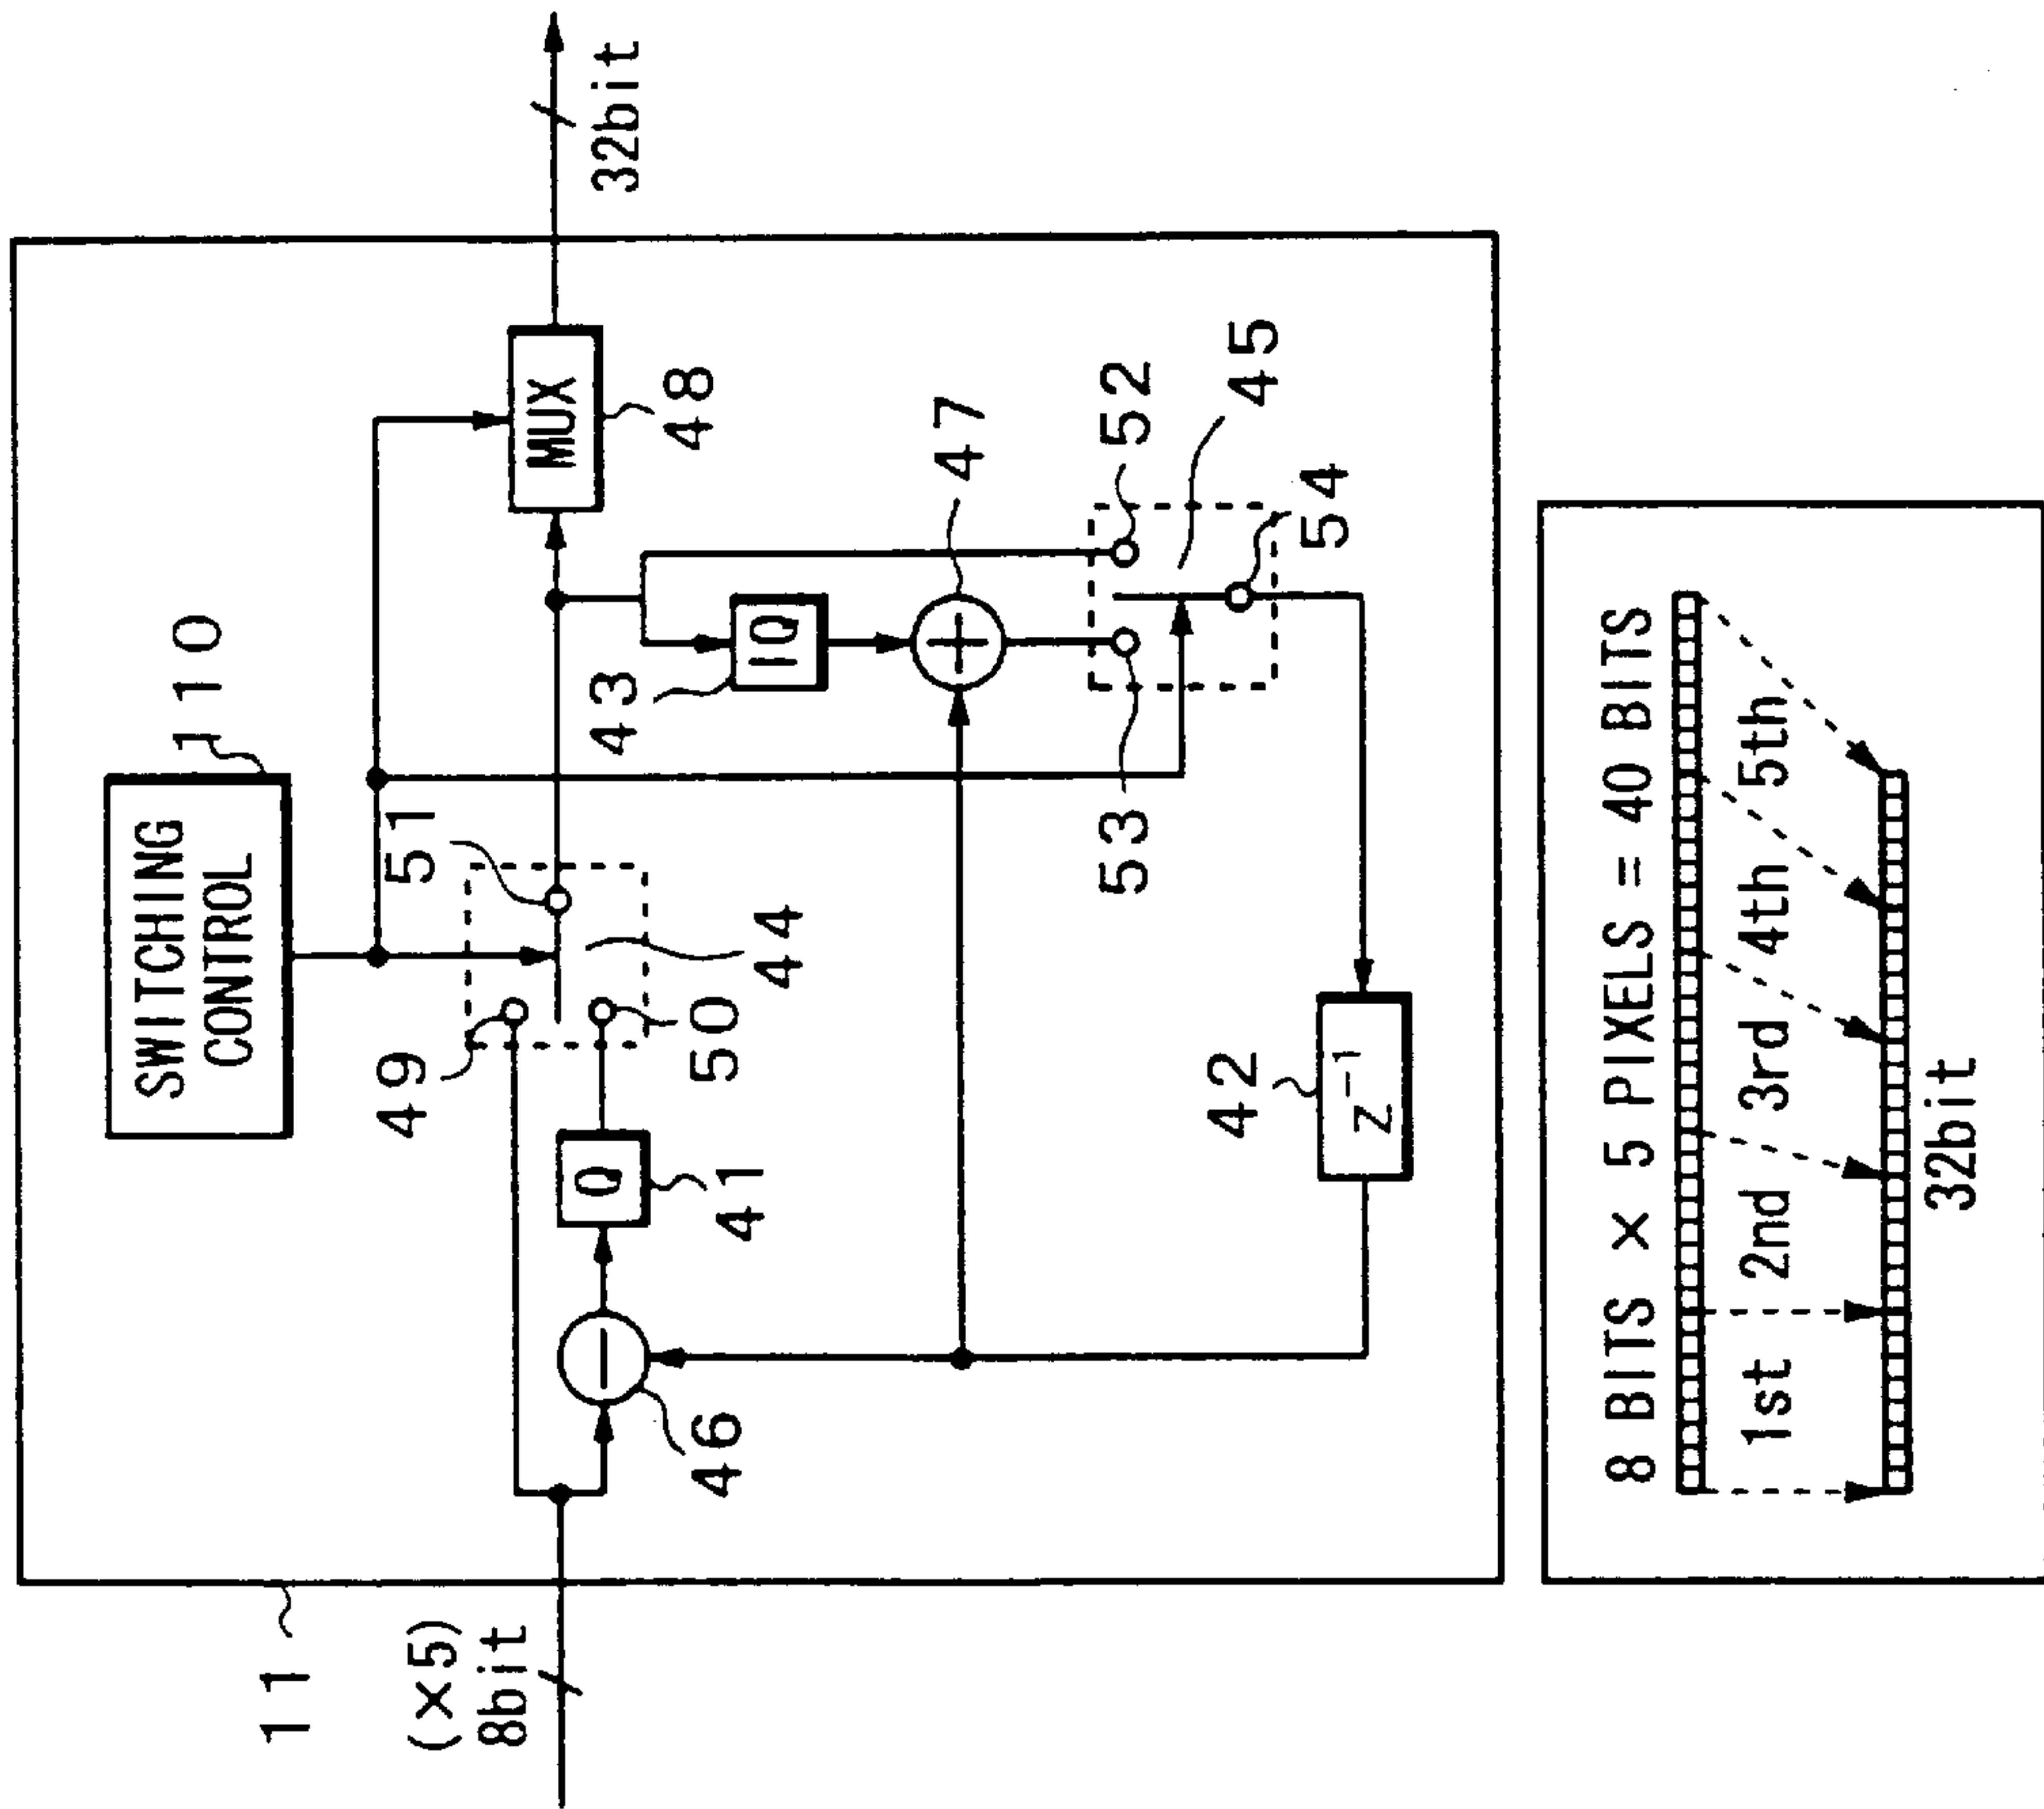 11
(×5)
8bit
SWITCHING
CONTROL
110
49
51
44
50
Q
41
46
MUX
48
32bit
IQ
43
47
52
45
53
54
z⁻¹
42
8 BITS × 5 PIXELS = 40 BITS
1st 2nd 3rd 4th 5th
32bit